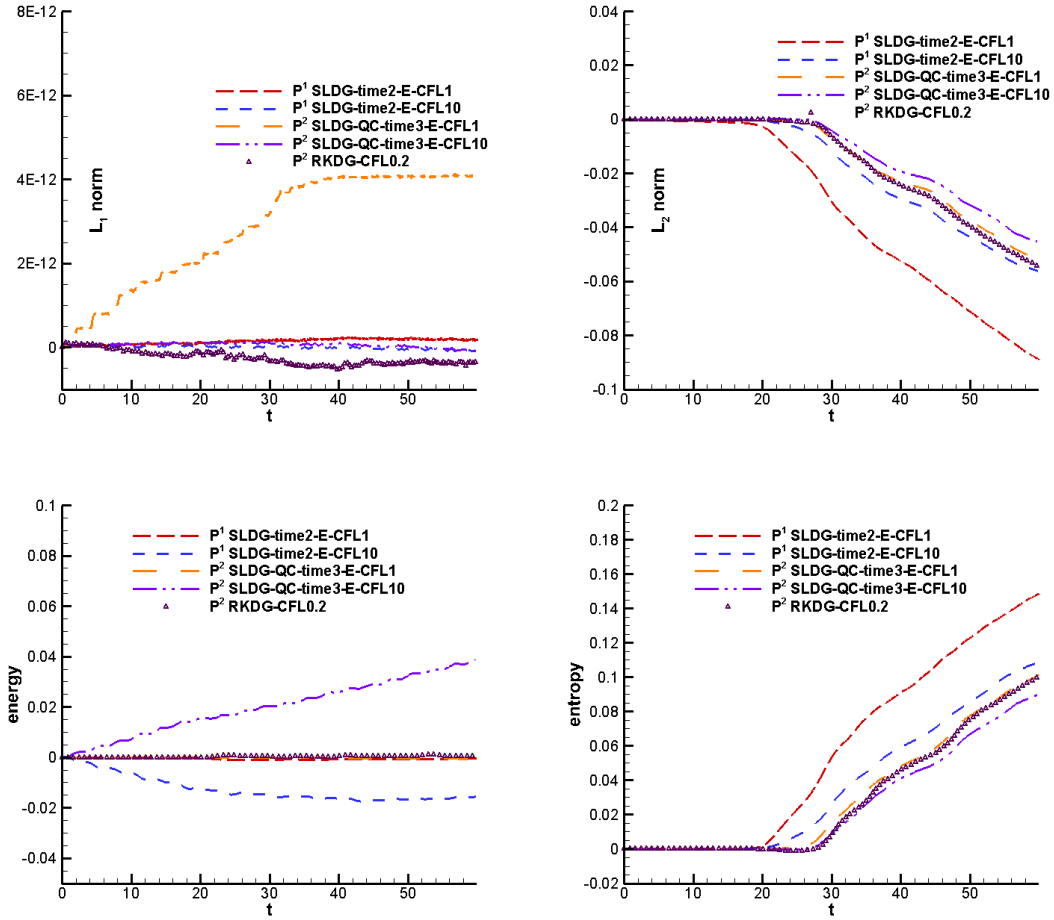 8E-12
6E-12
4E-12
2E-12
0
L₁ norm
P¹ SLDG-time2-E-CFL1
P¹ SLDG-time2-E-CFL10
P² SLDG-QC-time3-E-CFL1
P² SLDG-QC-time3-E-CFL10
P² RKDG-CFL0.2
0 10 20 30 40 50
t
0.04
0.02
0
-0.02
-0.04
-0.06
-0.08
-0.1
L₂ norm
P¹ SLDG-time2-E-CFL1
P¹ SLDG-time2-E-CFL10
P² SLDG-QC-time3-E-CFL1
P² SLDG-QC-time3-E-CFL10
P² RKDG-CFL0.2
0 10 20 30 40 50
t
0.1
0.08
0.06
0.04
0.02
0
-0.02
-0.04
energy
P¹ SLDG-time2-E-CFL1
P¹ SLDG-time2-E-CFL10
P² SLDG-QC-time3-E-CFL1
P² SLDG-QC-time3-E-CFL10
P² RKDG-CFL0.2
0 10 20 30 40 50
t
0.2
0.18
0.16
0.14
0.12
0.1
0.08
0.06
0.04
0.02
0
-0.02
entropy
P¹ SLDG-time2-E-CFL1
P¹ SLDG-time2-E-CFL10
P² SLDG-QC-time3-E-CFL1
P² SLDG-QC-time3-E-CFL10
P² RKDG-CFL0.2
0 10 20 30 40 50
t